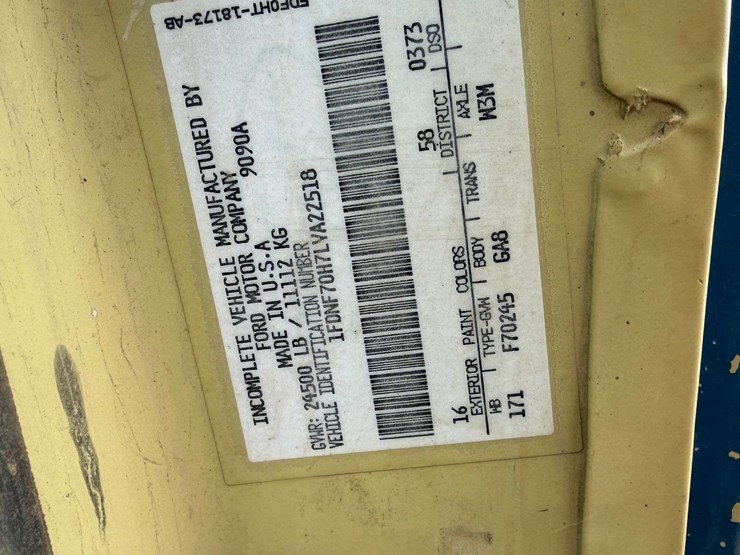 EDFOHT-18173-AB
INCOMPLETE VEHICLE MANUFACTURED BY
FORD MOTOR COMPANY 9090A
MADE IN U.S.A
GVWR: 24500 LB / 11112 KG
VEHICLE IDENTIFICATION NUMBER
1FDNF70H7LVA22518
16 58 0373
EXTERIOR PAINT COLORS DISTRICT DSO
WB TYPE-GVW BODY TRANS AXLE
171 F70245 GA8 W3M